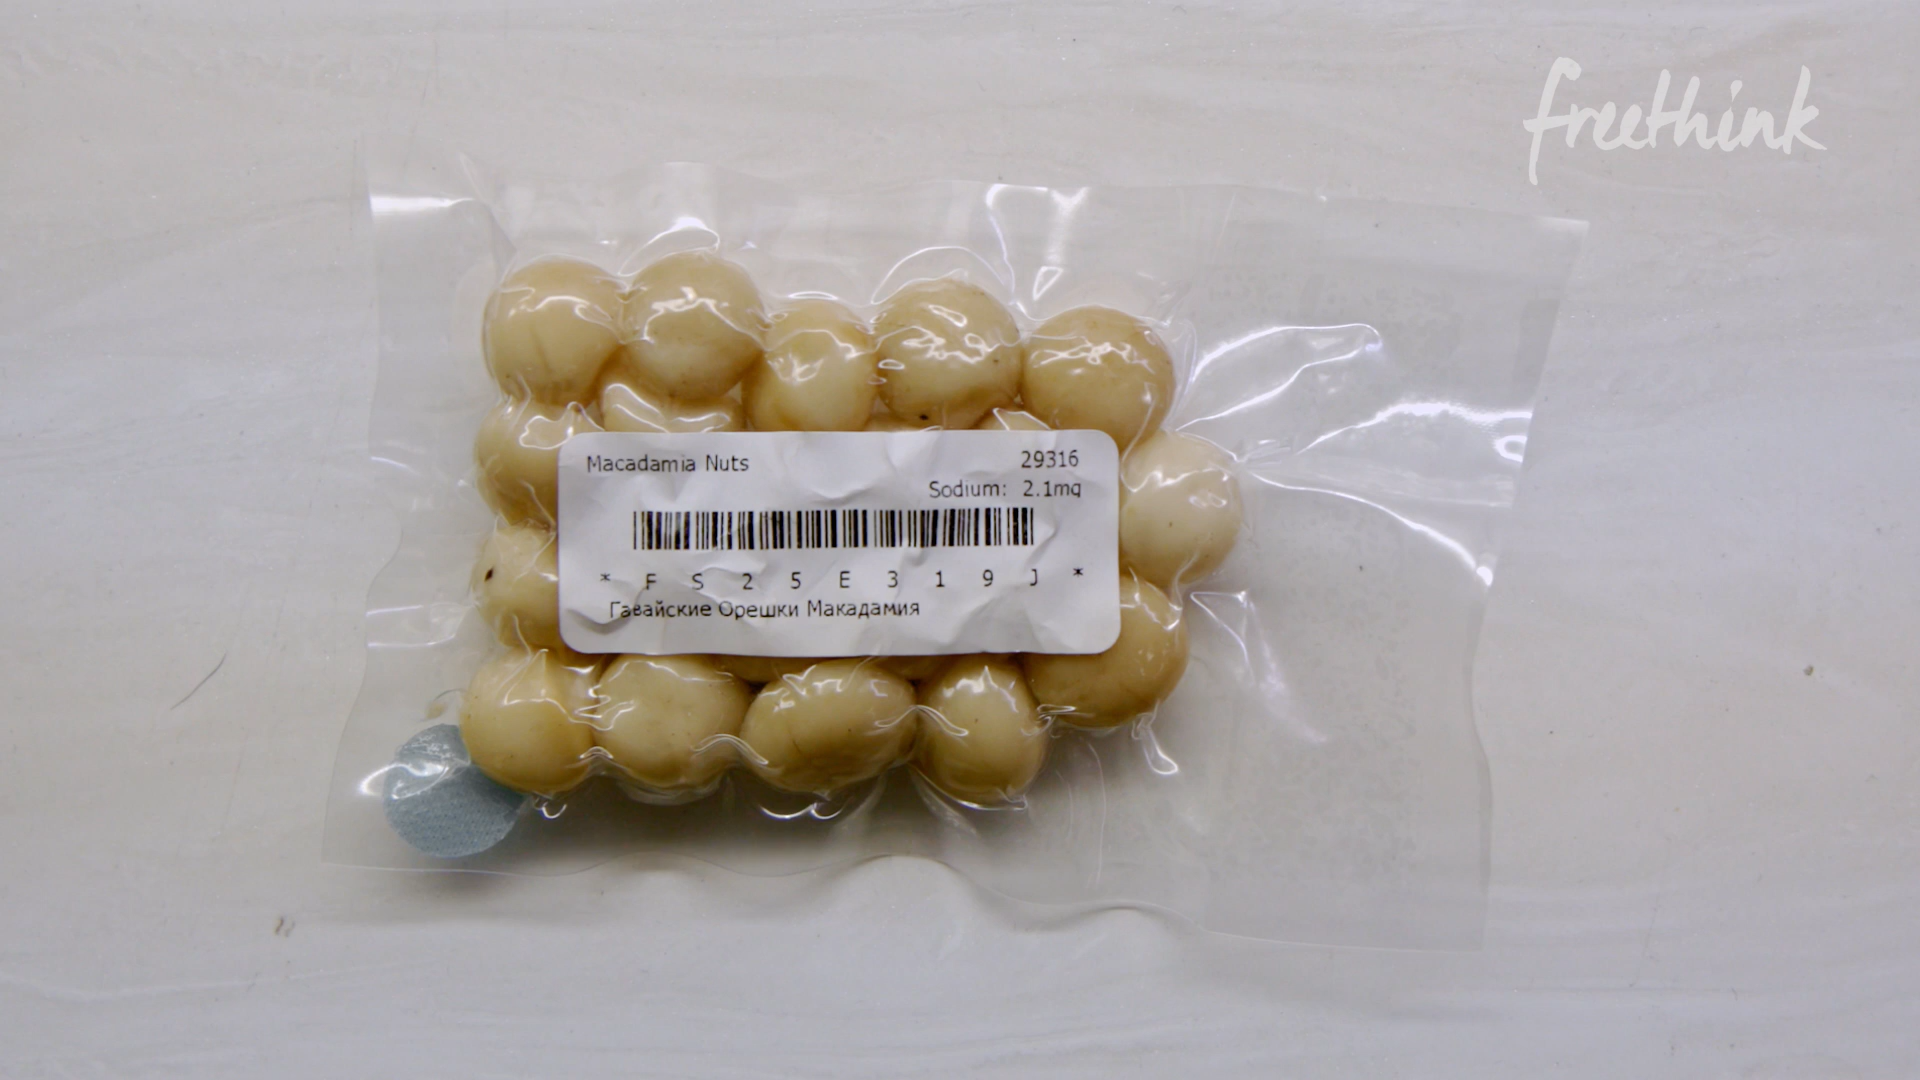 freethink
Macadamia Nuts 29316
Sodium: 2.1mg
* F S 2 5 E 3 1 9 J *
Гавайские Орешки Макадамия